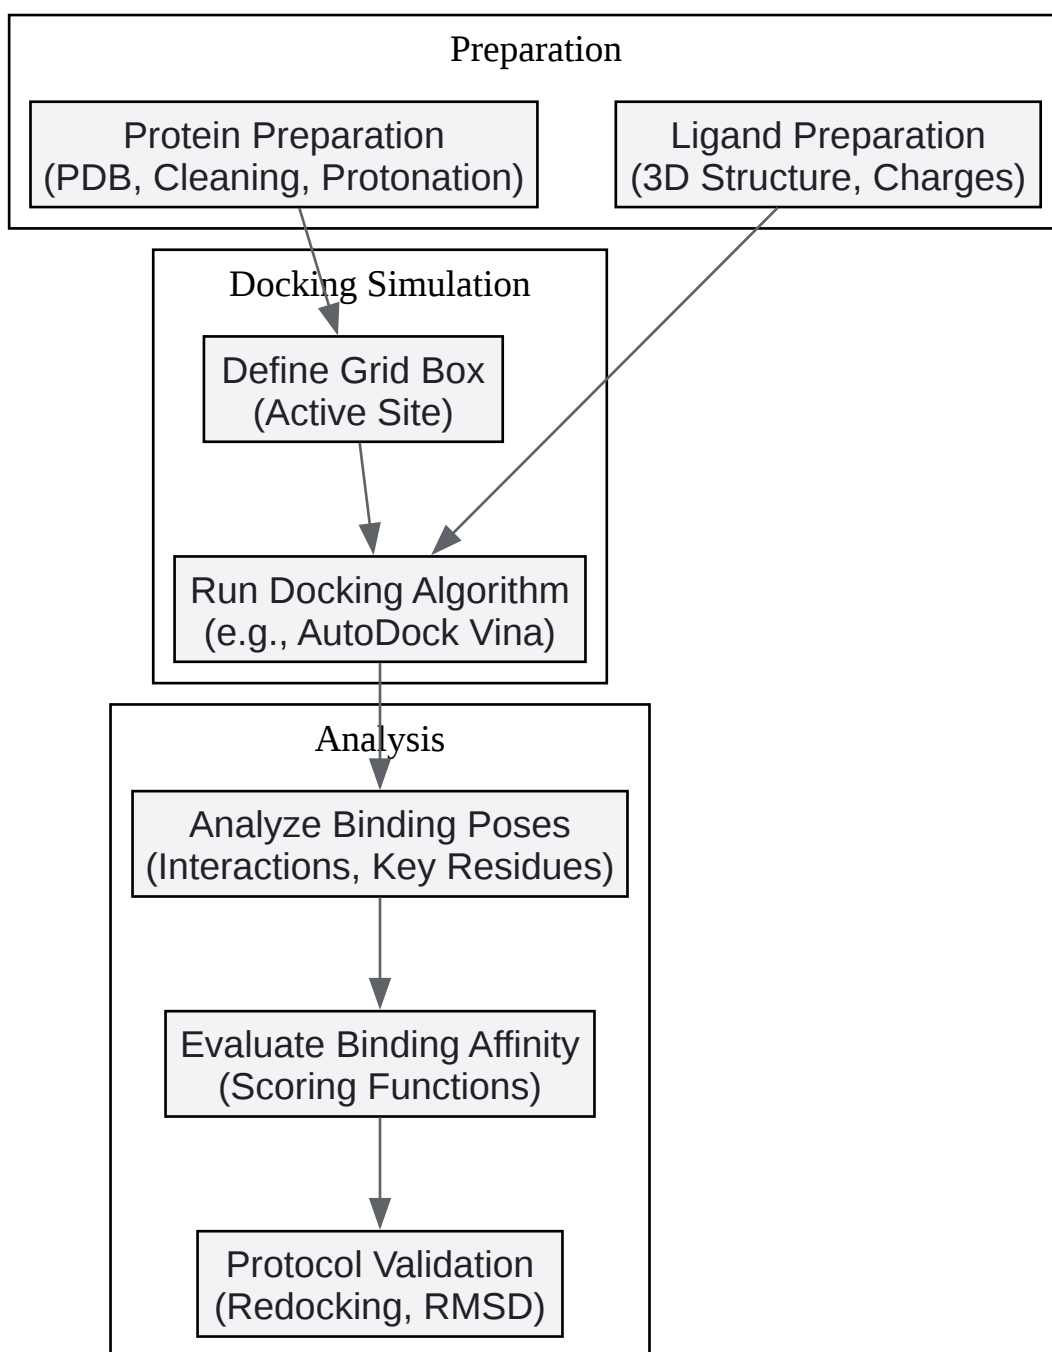 Preparation
Protein Preparation
(PDB, Cleaning, Protonation)
Ligand Preparation
(3D Structure, Charges)
Docking Simulation
Define Grid Box
(Active Site)
Run Docking Algorithm
(e.g., AutoDock Vina)
Analysis
Analyze Binding Poses
(Interactions, Key Residues)
Evaluate Binding Affinity
(Scoring Functions)
Protocol Validation
(Redocking, RMSD)